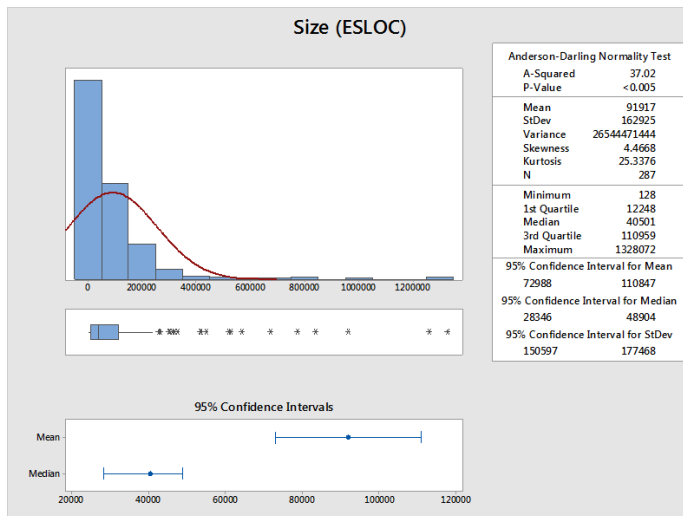 Size (ESLOC)
Anderson-Darling Normality Test
A-Squared 37.02
P-Value <0.005
Mean 91917
StDev 162925
Variance 26544471444
Skewness 4.4668
Kurtosis 25.3376
N 287
Minimum 128
1st Quartile 12248
Median 40501
3rd Quartile 110959
Maximum 1328072
95% Confidence Interval for Mean
72988 110847
95% Confidence Interval for Median
28346 48904
95% Confidence Interval for StDev
150597 177468
0 200000 400000 600000 800000 1000000 1200000
95% Confidence Intervals
Mean
Median
20000 40000 60000 80000 100000 120000